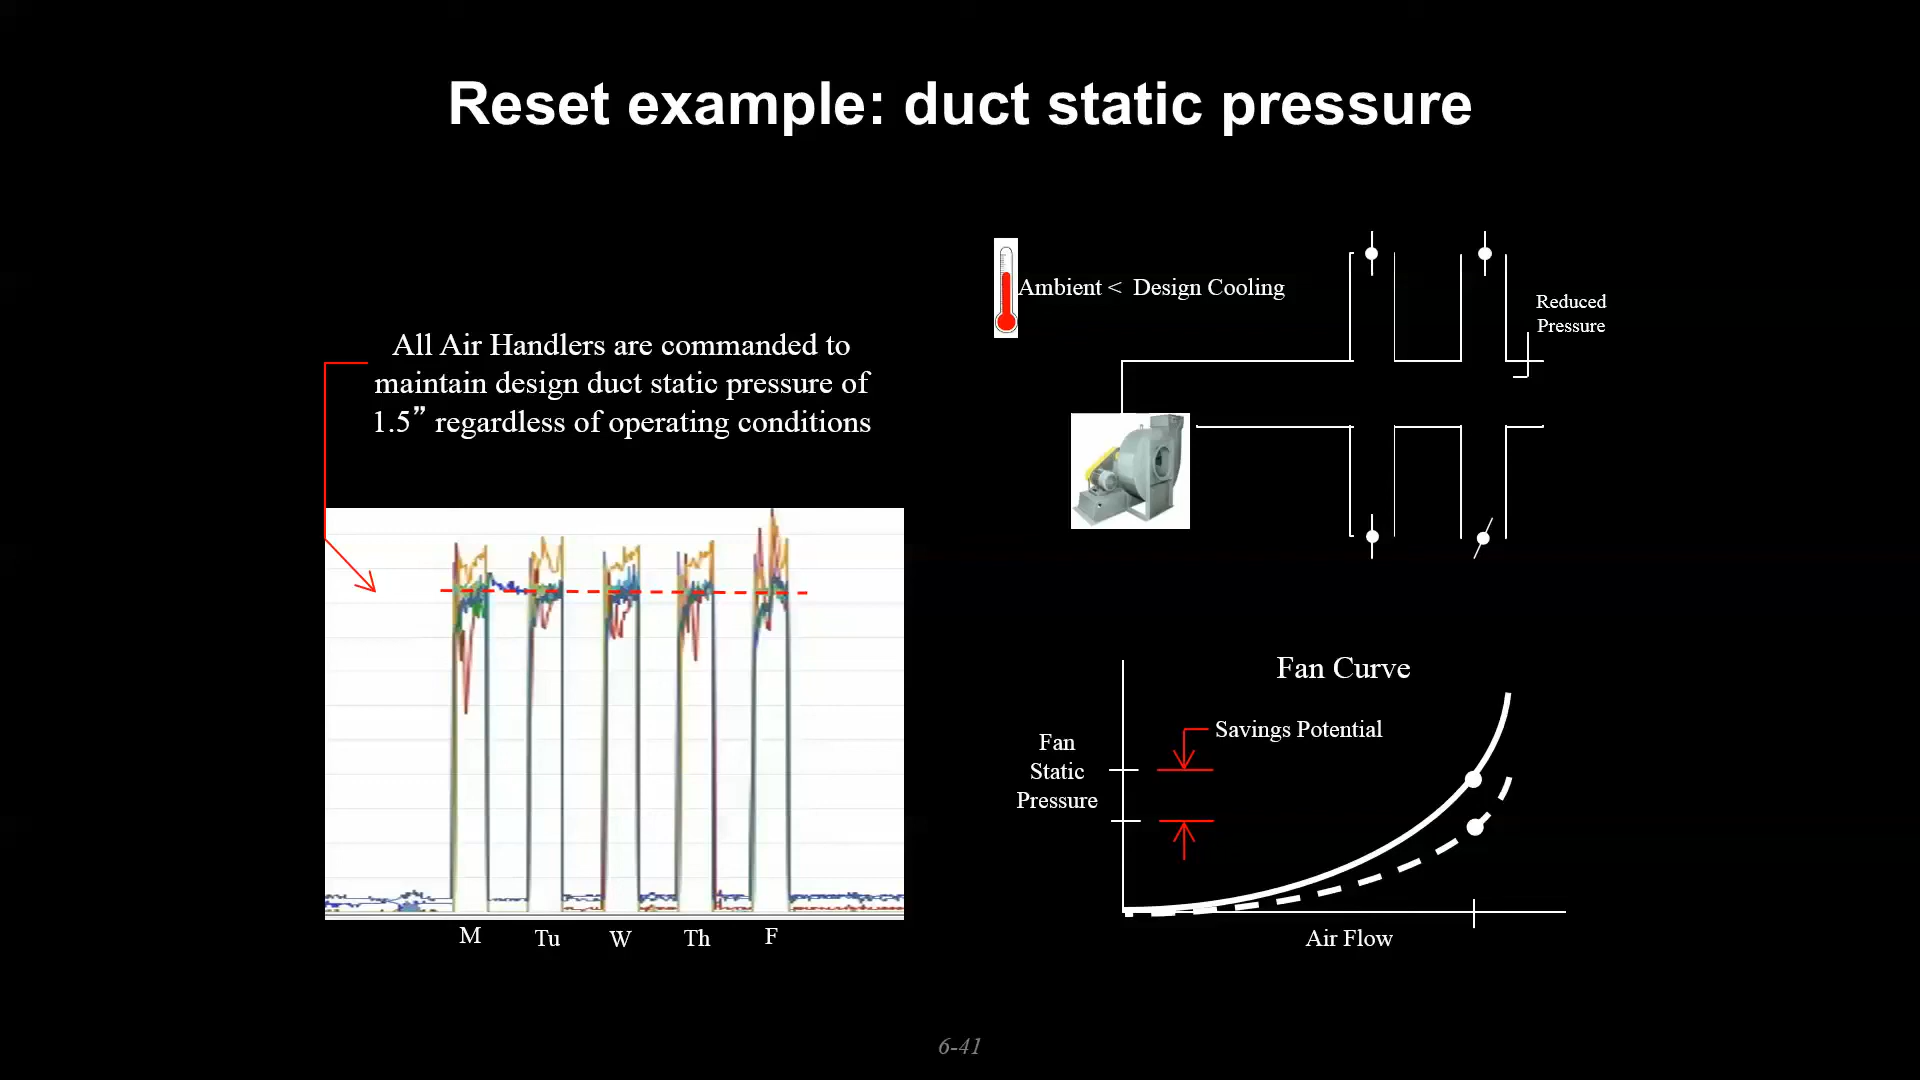 Reset example: duct static pressure
All Air Handlers are commanded to
maintain design duct static pressure of
1.5” regardless of operating conditions
M Tu W Th F
Ambient < Design Cooling
Reduced
Pressure
Fan Curve
Savings Potential
Fan
Static
Pressure
Air Flow
6-41